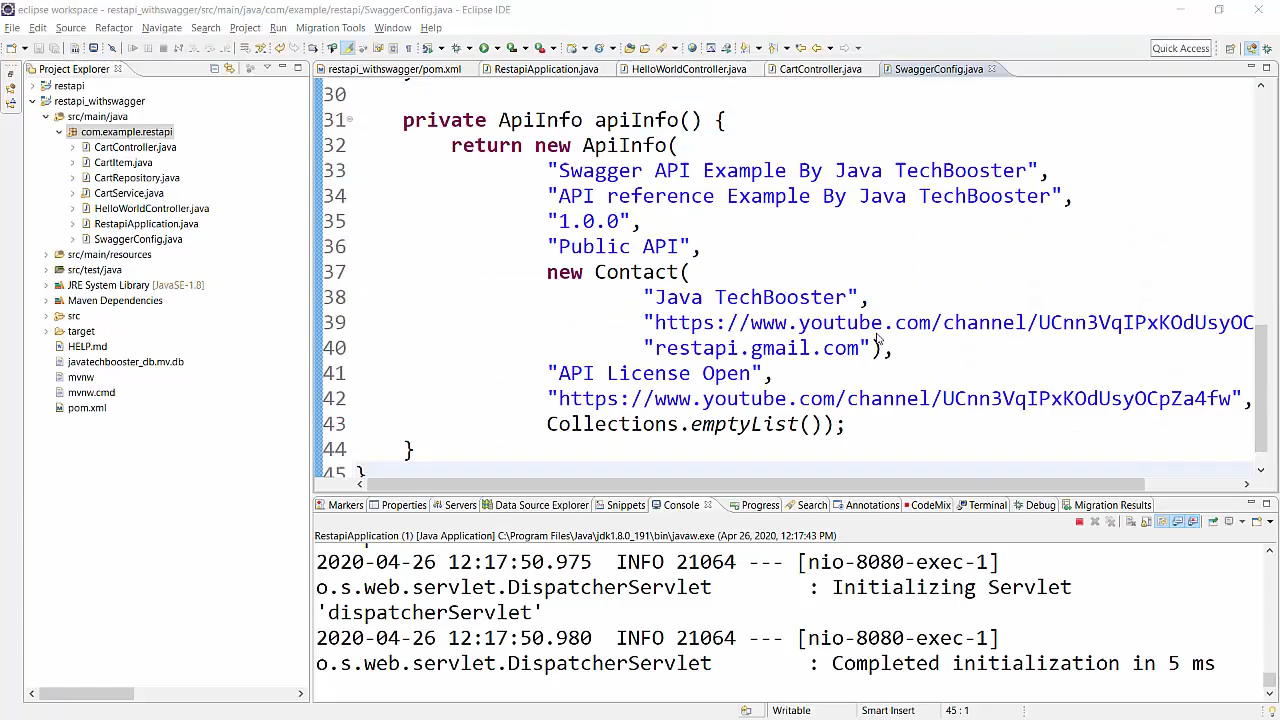 eclipse workspace - restapi_withswagger/src/main/java/com/example/restapi/SwaggerConfig.java - Eclipse IDE
File Edit Source Refactor Navigate Search Project Run Migration Tools Window Help
Quick Access
Project Explorer
restapi
restapi_withswagger
src/main/java
com.example.restapi
CartController.java
CartItem.java
CartRepository.java
CartService.java
HelloWorldController.java
RestapiApplication.java
SwaggerConfig.java
src/main/resources
src/test/java
JRE System Library [JavaSE-1.8]
Maven Dependencies
src
target
HELP.md
javatechbooster_db.mv.db
mvnw
mvnw.cmd
pom.xml
restapi_withswagger/pom.xml RestapiApplication.java HelloWorldController.java CartController.java SwaggerConfig.java
30
31 private ApiInfo apiInfo() {
32 return new ApiInfo(
33 "Swagger API Example By Java TechBooster",
34 "API reference Example By Java TechBooster",
35 "1.0.0",
36 "Public API",
37 new Contact(
38 "Java TechBooster",
39 "https://www.youtube.com/channel/UCnn3VqIPxKOdUsyOC
40 "restapi.gmail.com"),
41 "API License Open",
42 "https://www.youtube.com/channel/UCnn3VqIPxKOdUsyOCpZa4fw",
43 Collections.emptyList());
44 }
45 }
Markers Properties Servers Data Source Explorer Snippets Console Progress Search Annotations CodeMix Terminal Debug Migration Results
RestapiApplication (1) [Java Application] C:\Program Files\Java\jdk1.8.0_191\bin\javaw.exe (Apr 26, 2020, 12:17:43 PM)
2020-04-26 12:17:50.975 INFO 21064 --- [nio-8080-exec-1]
o.s.web.servlet.DispatcherServlet : Initializing Servlet
'dispatcherServlet'
2020-04-26 12:17:50.980 INFO 21064 --- [nio-8080-exec-1]
o.s.web.servlet.DispatcherServlet : Completed initialization in 5 ms
Writable Smart Insert 45 : 1